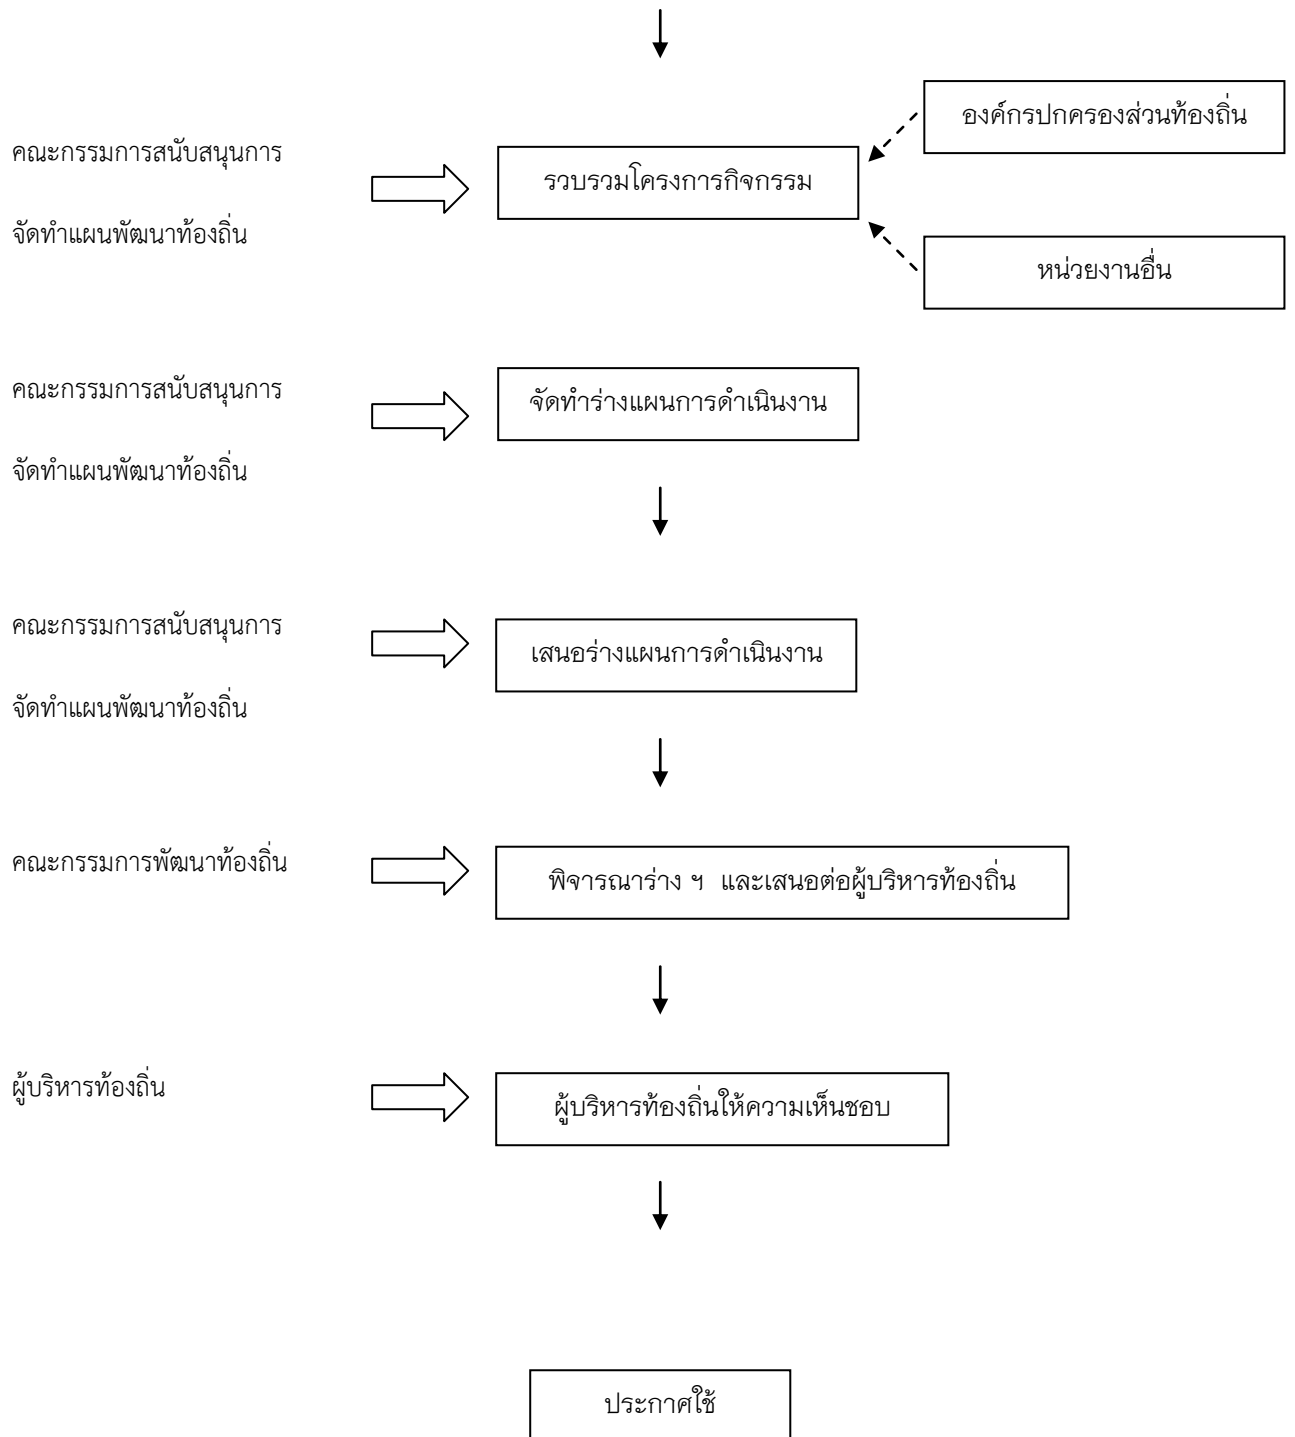 องค์กรปกครองส่วนท้องถิ่น
คณะกรรมการสนับสนุนการ
จัดทำแผนพัฒนาท้องถิ่น
รวบรวมโครงการกิจกรรม
หน่วยงานอื่น
คณะกรรมการสนับสนุนการ
จัดทำแผนพัฒนาท้องถิ่น
จัดทำร่างแผนการดำเนินงาน
คณะกรรมการสนับสนุนการ
จัดทำแผนพัฒนาท้องถิ่น
เสนอร่างแผนการดำเนินงาน
คณะกรรมการพัฒนาท้องถิ่น
พิจารณาร่าง ฯ และเสนอต่อผู้บริหารท้องถิ่น
ผู้บริหารท้องถิ่น
ผู้บริหารท้องถิ่นให้ความเห็นชอบ
ประกาศใช้